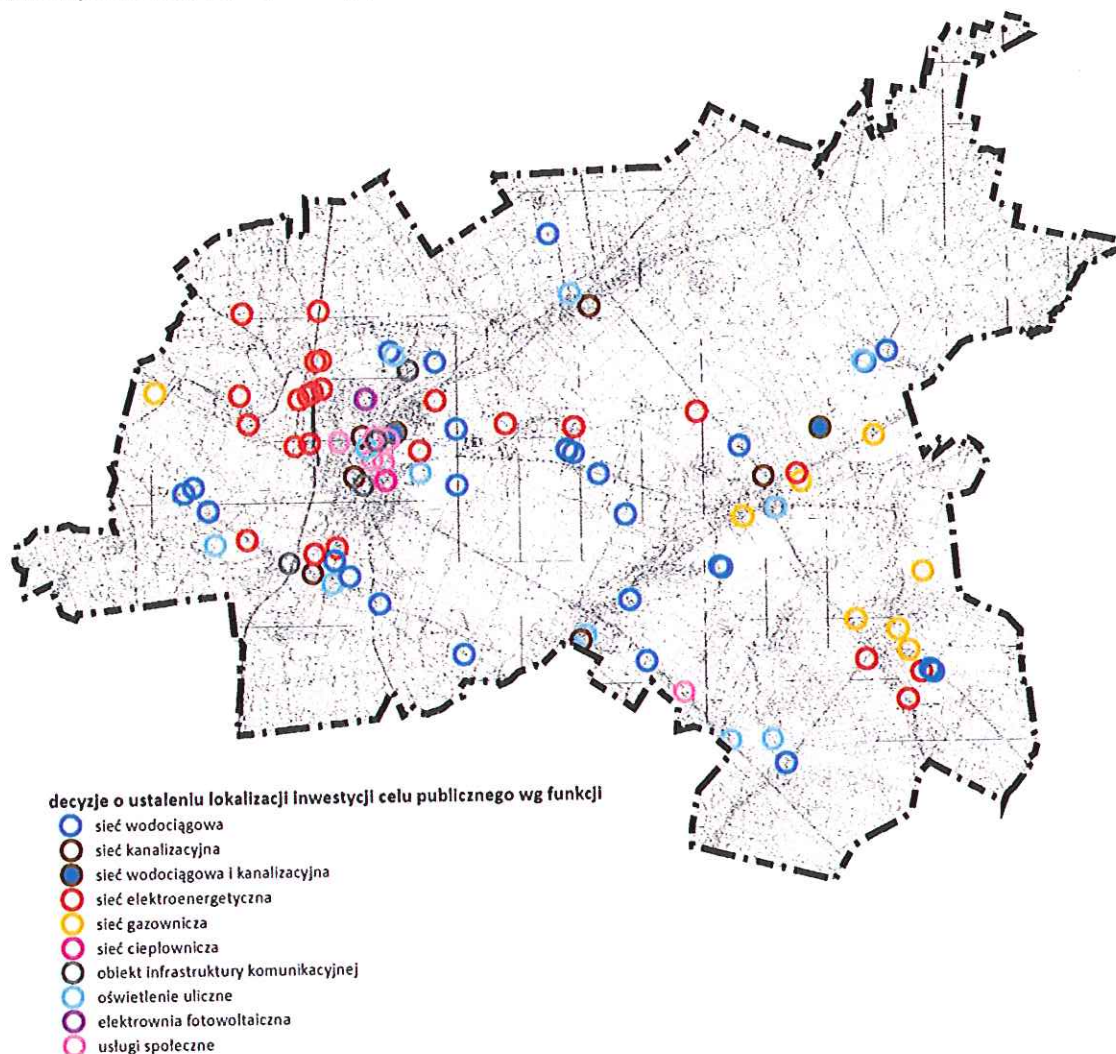 decyzje o ustaleniu lokalizacji inwestycji celu publicznego wg funkcji
sieć wodociągowa
sieć kanalizacyjna
sieć wodociągowa i kanalizacyjna
sieć elektroenergetyczna
sieć gazownicza
sieć ciepłownicza
obiekt infrastruktury komunikacyjnej
oświetlenie uliczne
elektrownia fotowoltaiczna
usługi społeczne